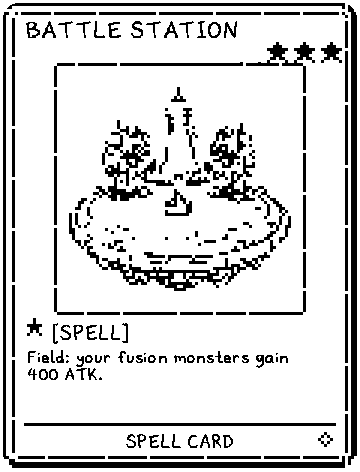 BATTLE STATION
★★★
★ [SPELL]
Field: your fusion monsters gain
400 ATK.
SPELL CARD